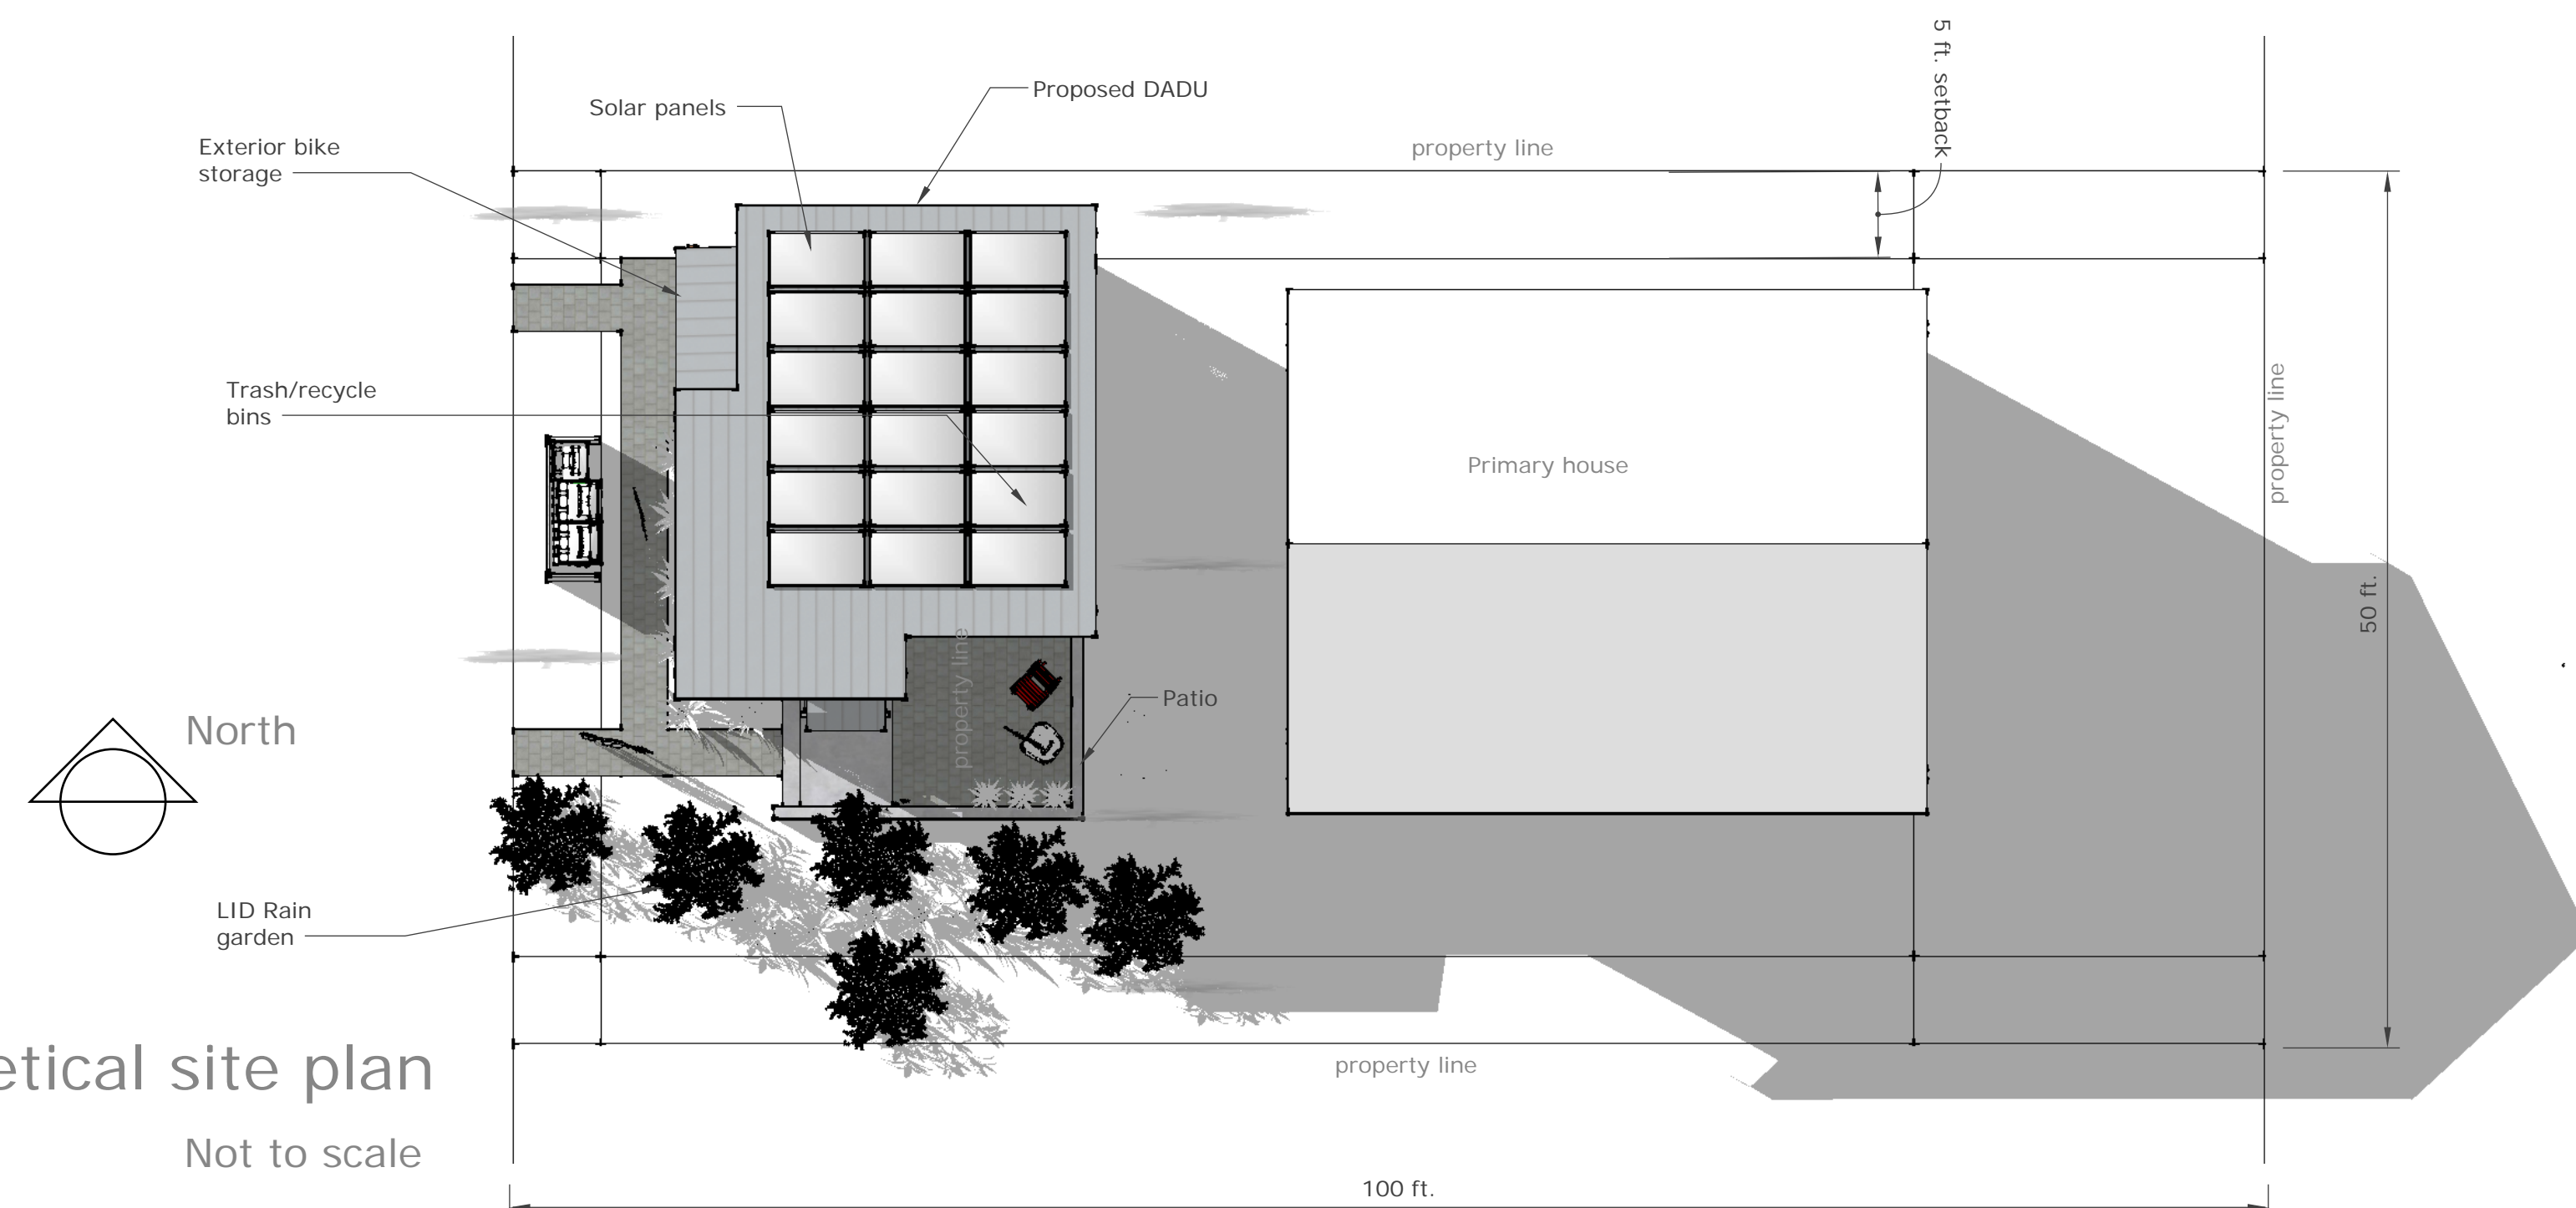 5 ft. setback
Proposed DADU
Solar panels
Exterior bike
storage
property line
Trash/recycle
bins
property line
Primary house
50 ft.
property line
Patio
North
LID Rain
garden
etical site plan
property line
Not to scale
100 ft.